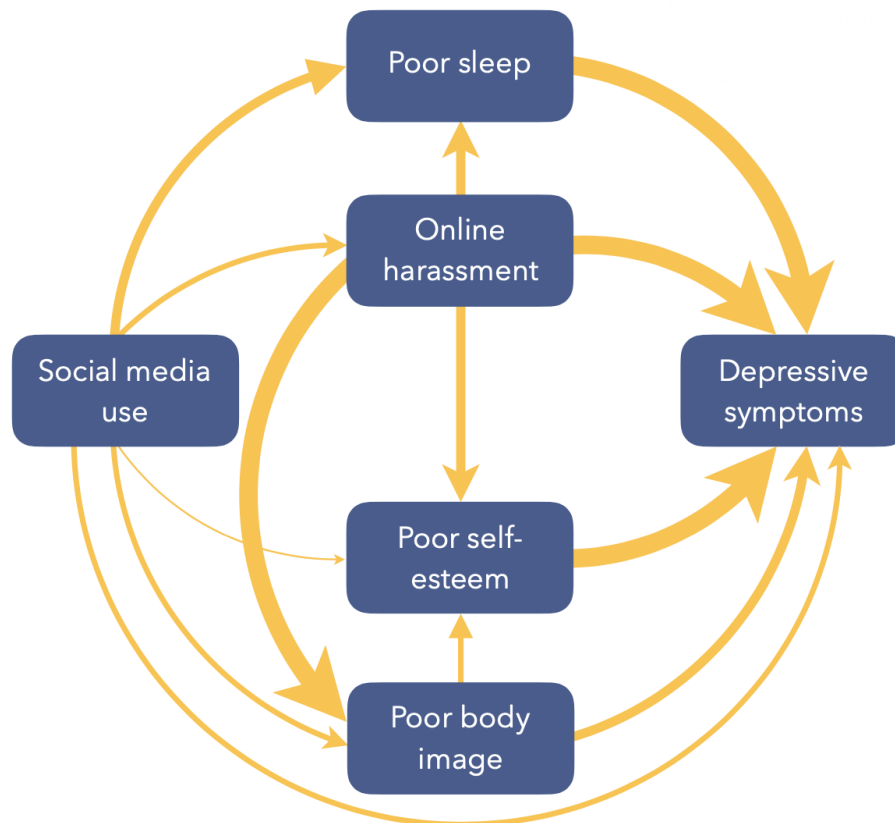 Poor sleep
Online
harassment
Social media
use
Depressive
symptoms
Poor self-
esteem
Poor body
image